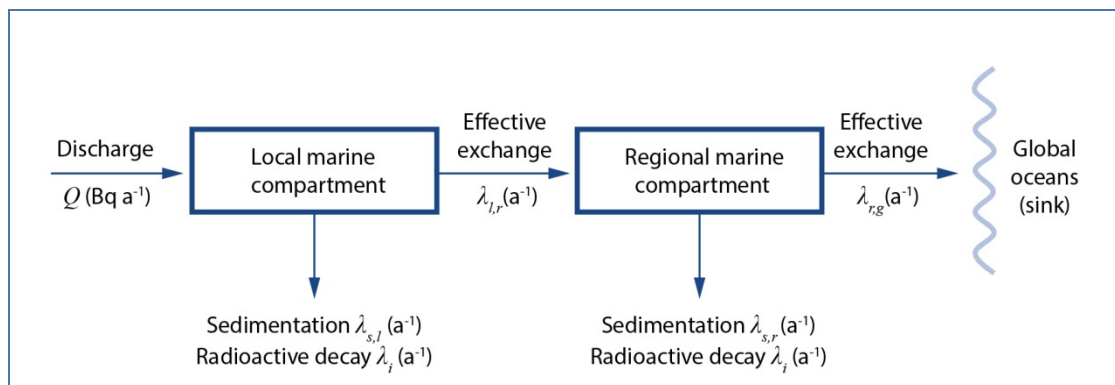 Discharge
Q (Bq a⁻¹)
Local marine
compartment
Effective
exchange
λl,r(a⁻¹)
Regional marine
compartment
Effective
exchange
λr,g(a⁻¹)
Global
oceans
(sink)
Sedimentation λs,l (a⁻¹)
Radioactive decay λi (a⁻¹)
Sedimentation λs,r (a⁻¹)
Radioactive decay λi (a⁻¹)